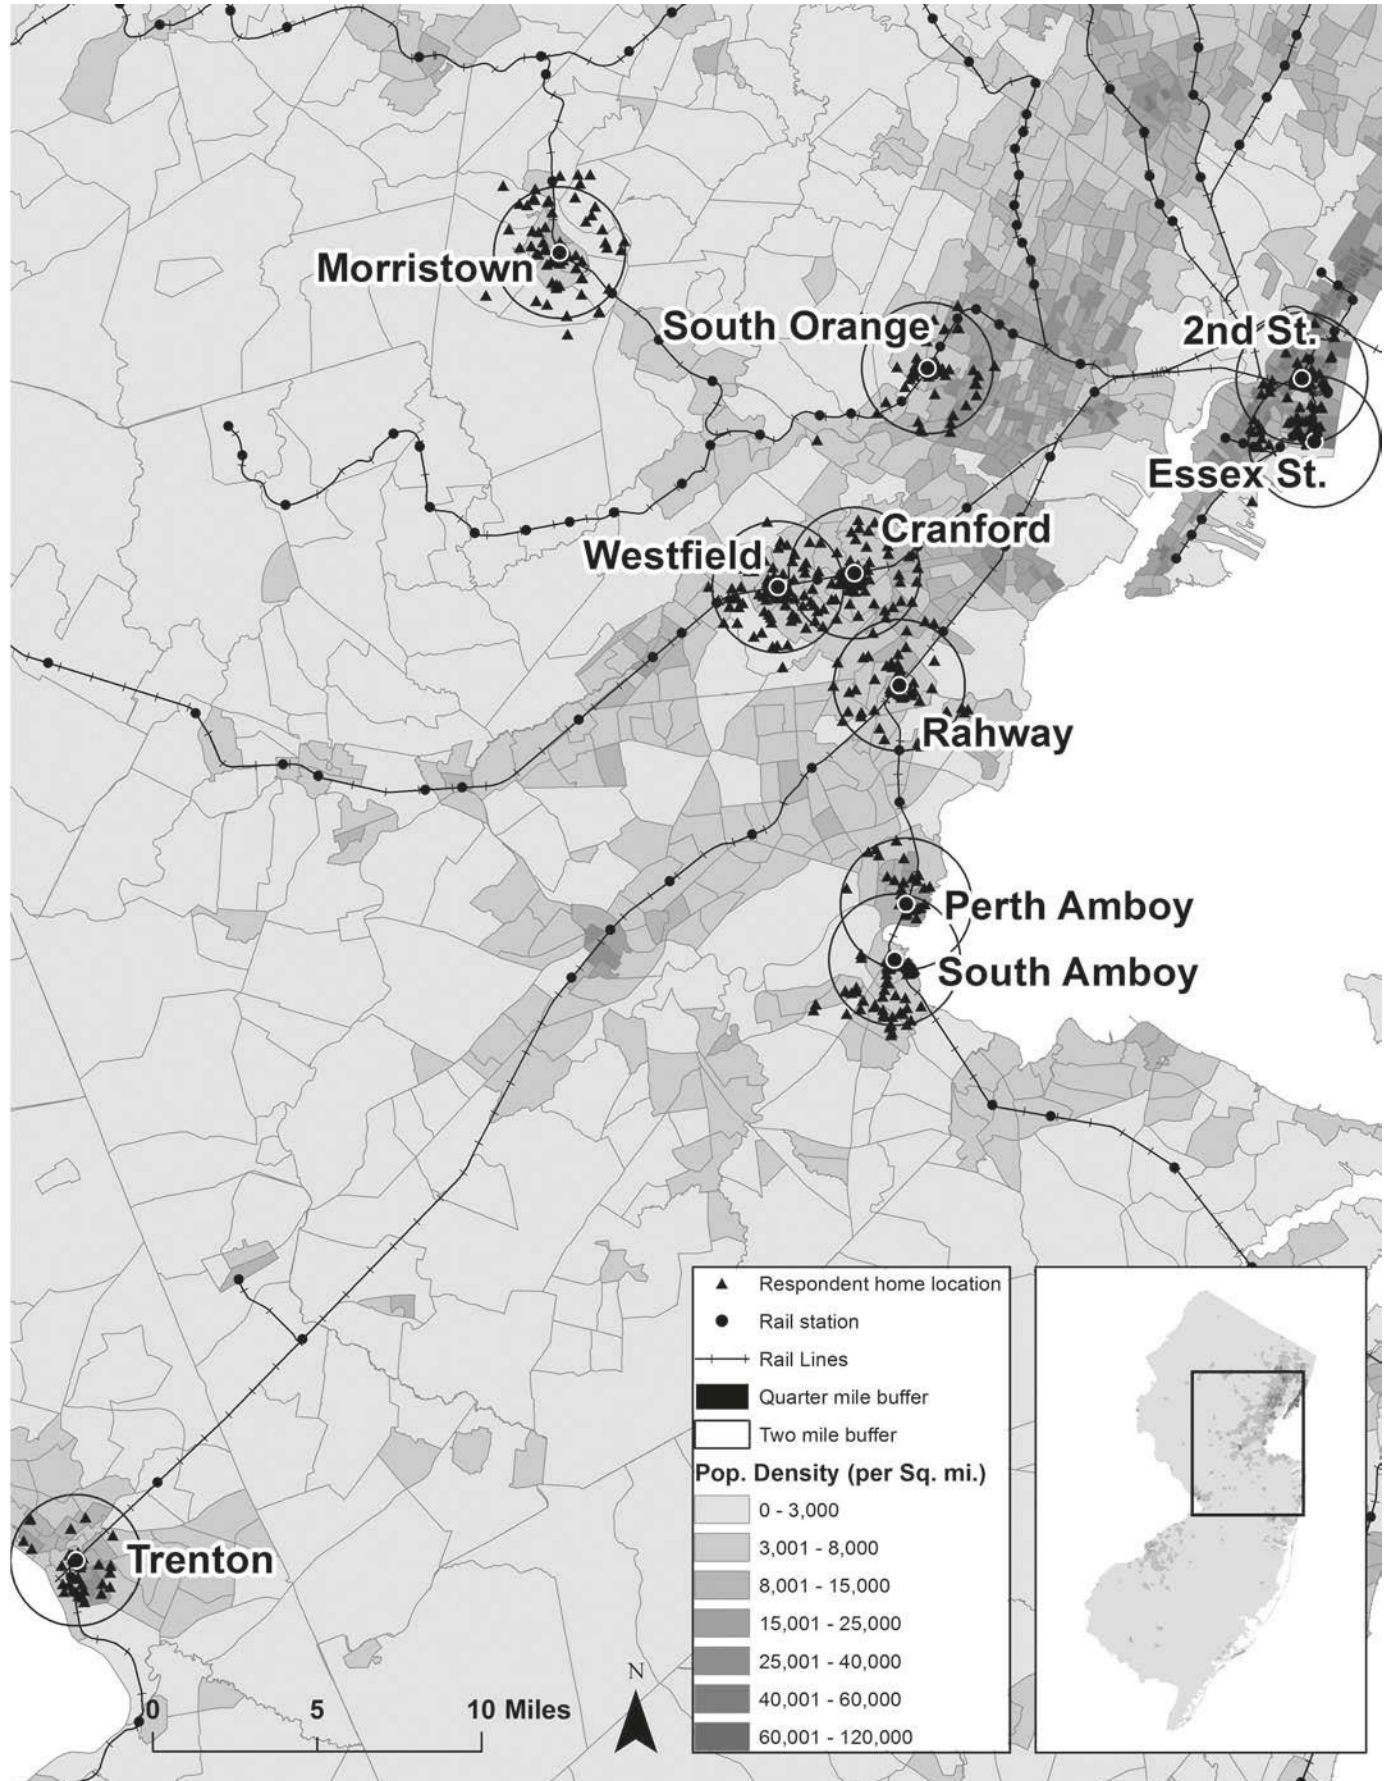 Morristown
South Orange
2nd St.
Essex St.
Cranford
Westfield
Rahway
Perth Amboy
South Amboy
Trenton
Respondent home location
Rail station
Rail Lines
Quarter mile buffer
Two mile buffer
Pop. Density (per Sq. mi.)
0 - 3,000
3,001 - 8,000
8,001 - 15,000
15,001 - 25,000
25,001 - 40,000
40,001 - 60,000
60,001 - 120,000
N
0 5 10 Miles